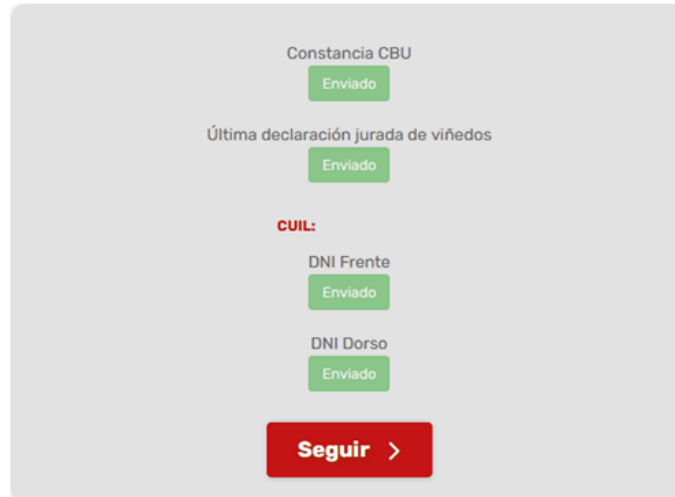 Constancia CBU
Enviado
Última declaración jurada de viñedos
Enviado
CUIL:
DNI Frente
Enviado
DNI Dorso
Enviado
Seguir